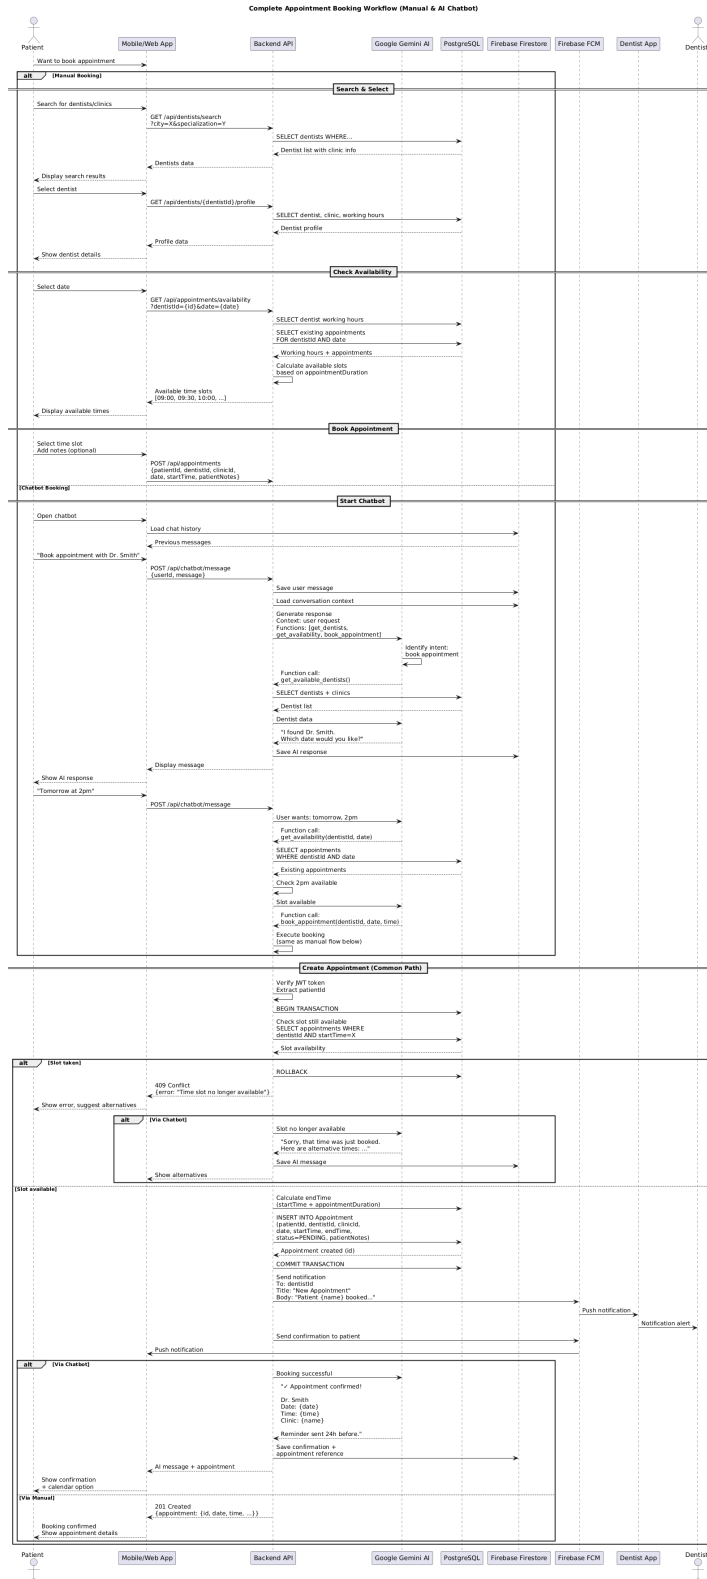 Complete Appointment Booking Workflow (Manual & AI Chatbot)
Patient
Mobile/Web App
Backend API
Google Gemini AI
PostgreSQL
Firebase Firestore
Firebase FCM
Dentist App
Dentist
Want to book appointment
alt [Manual Booking]
Search & Select
Search for dentists/clinics
GET /api/dentists/search
?city=X&specialization=Y
SELECT dentists WHERE...
Dentist list with clinic info
Dentists data
Display search results
Select dentist
GET /api/dentists/{dentistId}/profile
SELECT dentist, clinic, working hours
Dentist profile
Profile data
Show dentist details
Check Availability
Select date
GET /api/appointments/availability
?dentistId={id}&date={date}
SELECT dentist working hours
SELECT existing appointments
FOR dentistId AND date
Working hours + appointments
Calculate available slots
based on appointmentDuration
Available time slots
[09:00, 09:30, 10:00, ...]
Display available times
Book Appointment
Select time slot
Add notes (optional)
POST /api/appointments
{patientId, dentistId, clinicId,
date, startTime, patientNotes}
[Chatbot Booking]
Start Chatbot
Open chatbot
Load chat history
Previous messages
"Book appointment with Dr. Smith"
POST /api/chatbot/message
{userId, message}
Save user message
Load conversation context
Generate response
Context: user request
Functions: [get_dentists,
get_availability, book_appointment]
Identify intent:
book appointment
Function call:
get_available_dentists()
SELECT dentists + clinics
Dentist list
Dentist data
"I found Dr. Smith.
Which date would you like?"
Save AI response
Display message
Show AI response
"Tomorrow at 2pm"
POST /api/chatbot/message
User wants: tomorrow, 2pm
Function call:
get_availability(dentistId, date)
SELECT appointments
WHERE dentistId AND date
Existing appointments
Check 2pm available
Slot available
Function call:
book_appointment(dentistId, date, time)
Execute booking
(same as manual flow below)
Create Appointment (Common Path)
Verify JWT token
Extract patientId
BEGIN TRANSACTION
Check slot still available
SELECT appointments WHERE
dentistId AND startTime=X
Slot availability
alt [Slot taken]
ROLLBACK
409 Conflict
{error: "Time slot no longer available"}
Show error, suggest alternatives
alt [Via Chatbot]
Slot no longer available
"Sorry, that time was just booked.
Here are alternative times: ..."
Save AI message
Show alternatives
[Slot available]
Calculate endTime
(startTime + appointmentDuration)
INSERT INTO Appointment
(patientId, dentistId, clinicId,
date, startTime, endTime,
status=PENDING, patientNotes)
Appointment created (id)
COMMIT TRANSACTION
Send notification
To: dentistId
Title: "New Appointment"
Body: "Patient {name} booked..."
Push notification
Notification alert
Send confirmation to patient
Push notification
alt [Via Chatbot]
Booking successful
"✓ Appointment confirmed!
Dr. Smith
Date: {date}
Time: {time}
Clinic: {name}
Reminder sent 24h before."
Save confirmation +
appointment reference
AI message + appointment
Show confirmation
+ calendar option
[Via Manual]
201 Created
{appointment: {id, date, time, ...}}
Booking confirmed
Show appointment details
Patient
Mobile/Web App
Backend API
Google Gemini AI
PostgreSQL
Firebase Firestore
Firebase FCM
Dentist App
Dentist